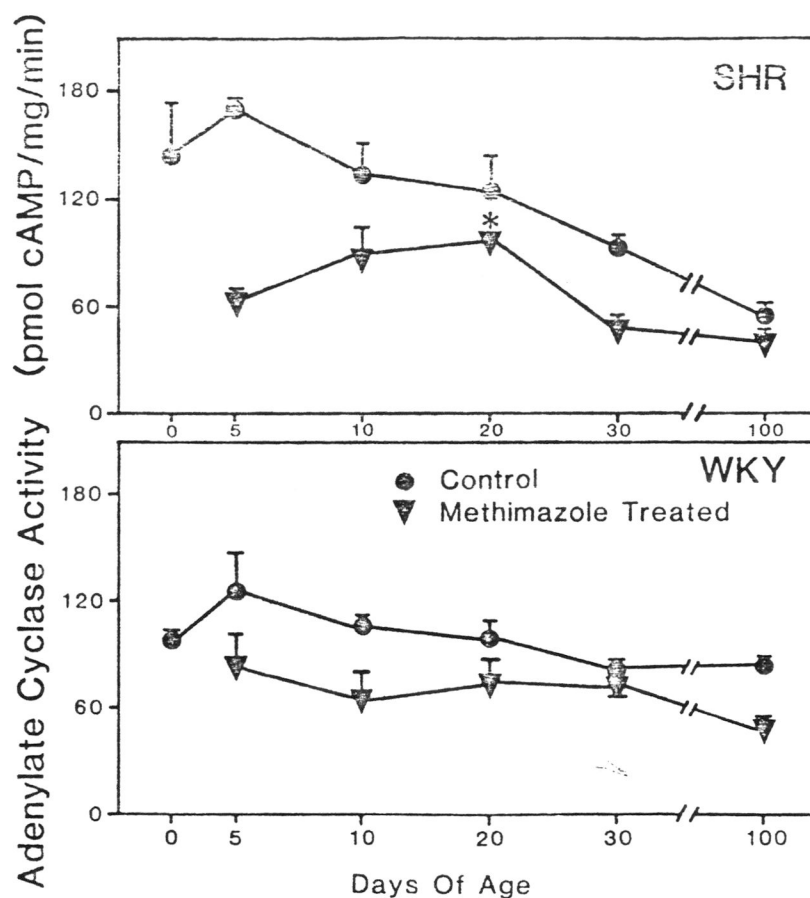 Adenylate Cyclase Activity (pmol cAMP/mg/min)
SHR
180
120
60
0
*
0 5 10 20 30 100
WKY
Control
Methimazole Treated
180
120
60
0
0 5 10 20 30 100
Days Of Age